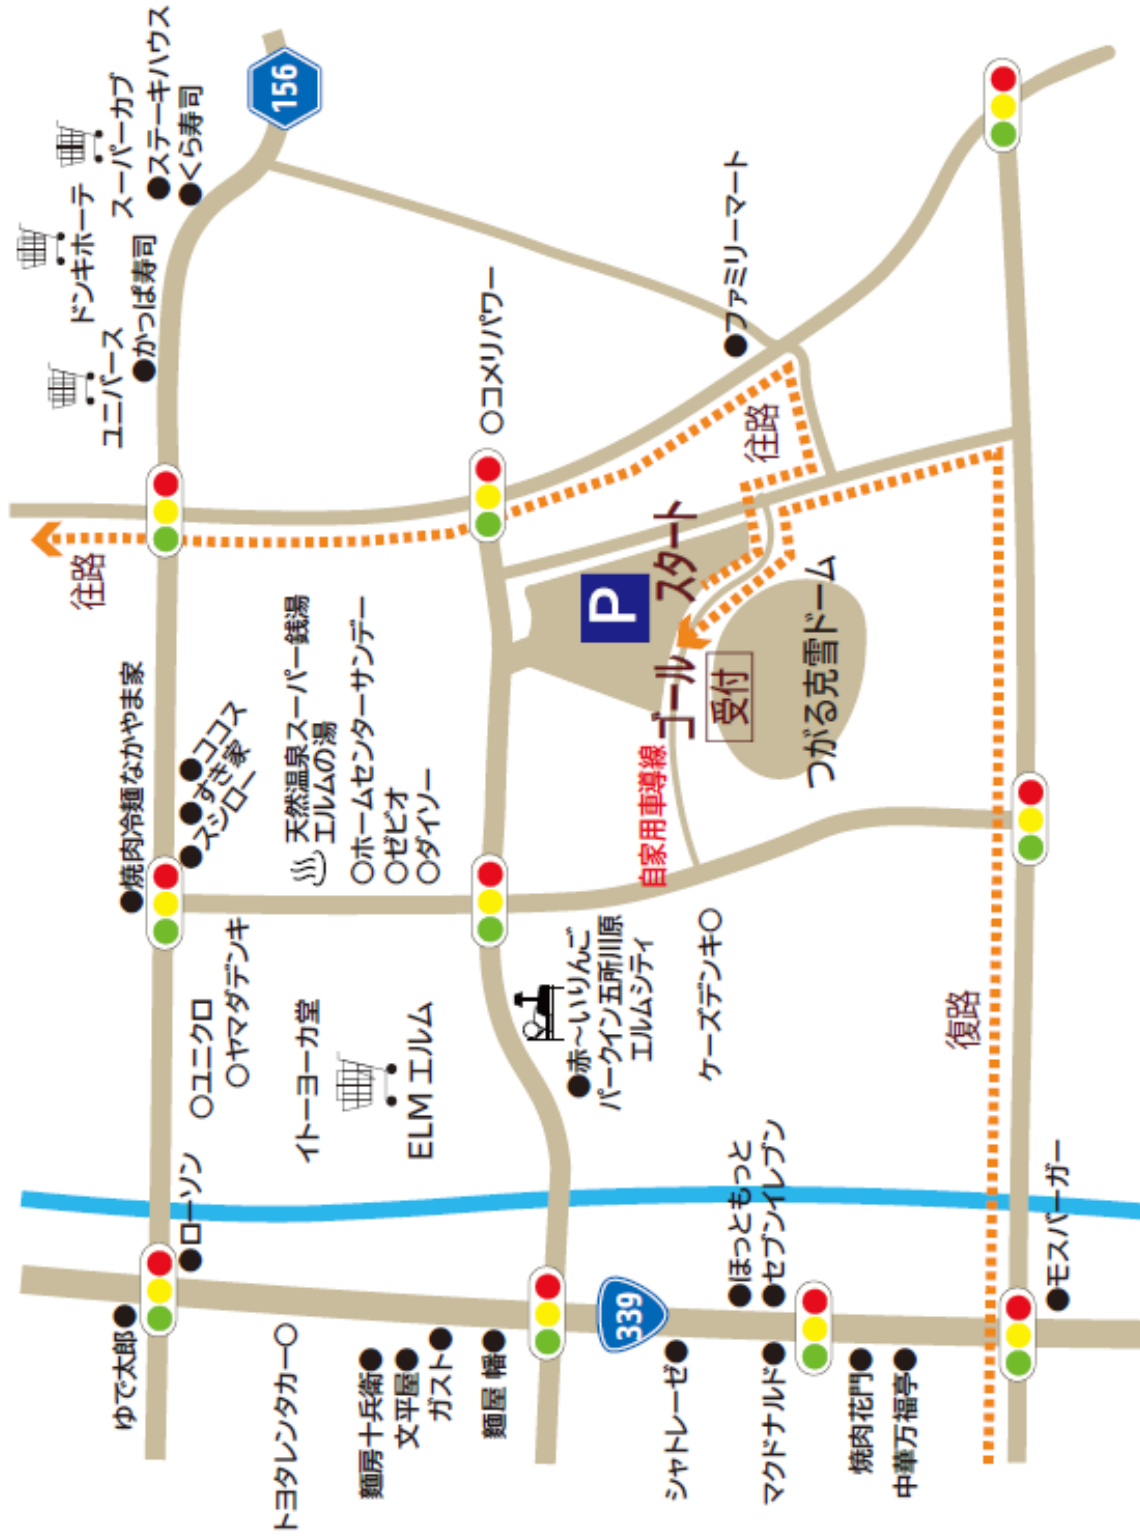 ゆで太郎
トヨタレンタカー
麺房十兵衛
文平屋
ガスト
麺屋 幡
シャトレーゼ
マクドナルド
焼肉花門
中華万福亭
339
ローソン
ほっともっと
セブンイレブン
モスバーガー
ユニクロ
ヤマダデンキ
イトーヨーカ堂
ELM エルム
赤〜いりんご
パークイン五所川原
エルムシティ
ケーズデンキ
復路
焼肉冷麺なかやま家
スシロー
すき家
ココス
天然温泉スーパー銭湯
エルムの湯
ホームセンターサンデー
ゼビオ
ダイソー
自家用車導線
ゴール
受付
つがる克雪ドーム
P
スタート
往路
往路
コメリパワー
ファミリーマート
ユニバース
かっぱ寿司
ドンキホーテ
スーパーカブ
ステーキハウス
くら寿司
156